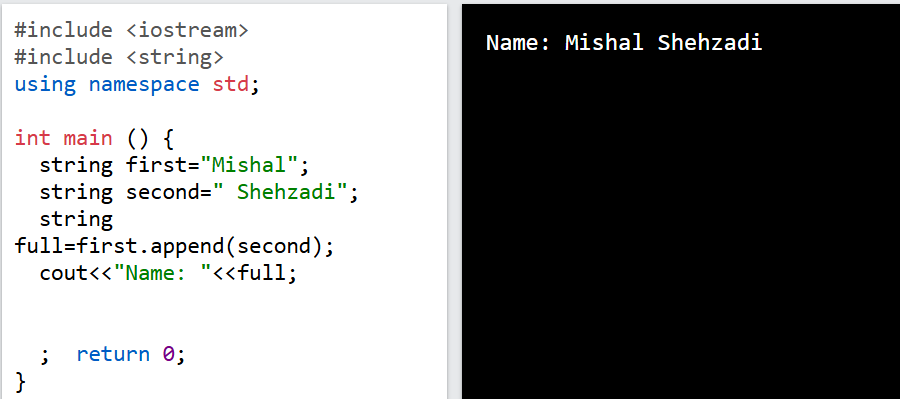 #include <iostream>
#include <string>
using namespace std;
int main () {
string first="Mishal";
string second=" Shehzadi";
string
full=first.append(second);
cout<<"Name: "<<full;
;  return 0;
}
Name: Mishal Shehzadi